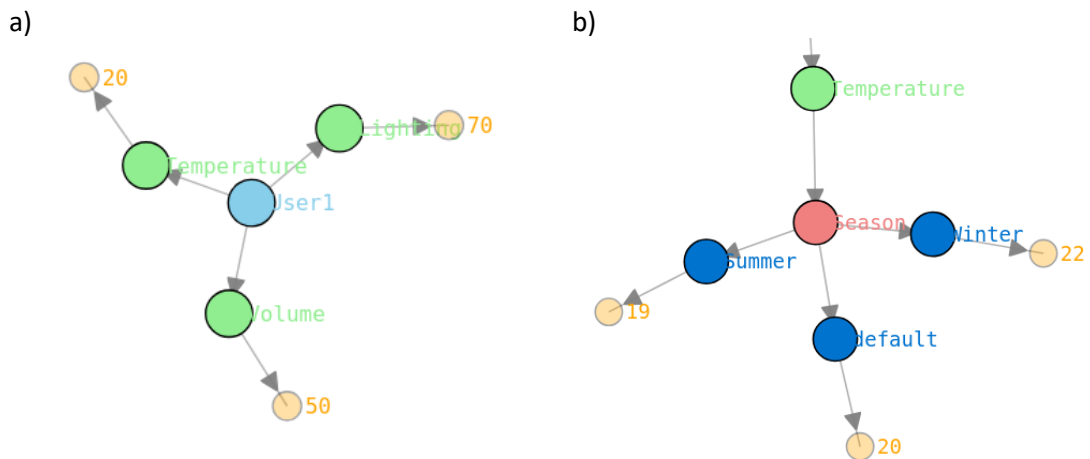 a)
20
Lighting
70
Temperature
User1
Volume
50
b)
Temperature
Season
Winter
Summer
22
19
default
20